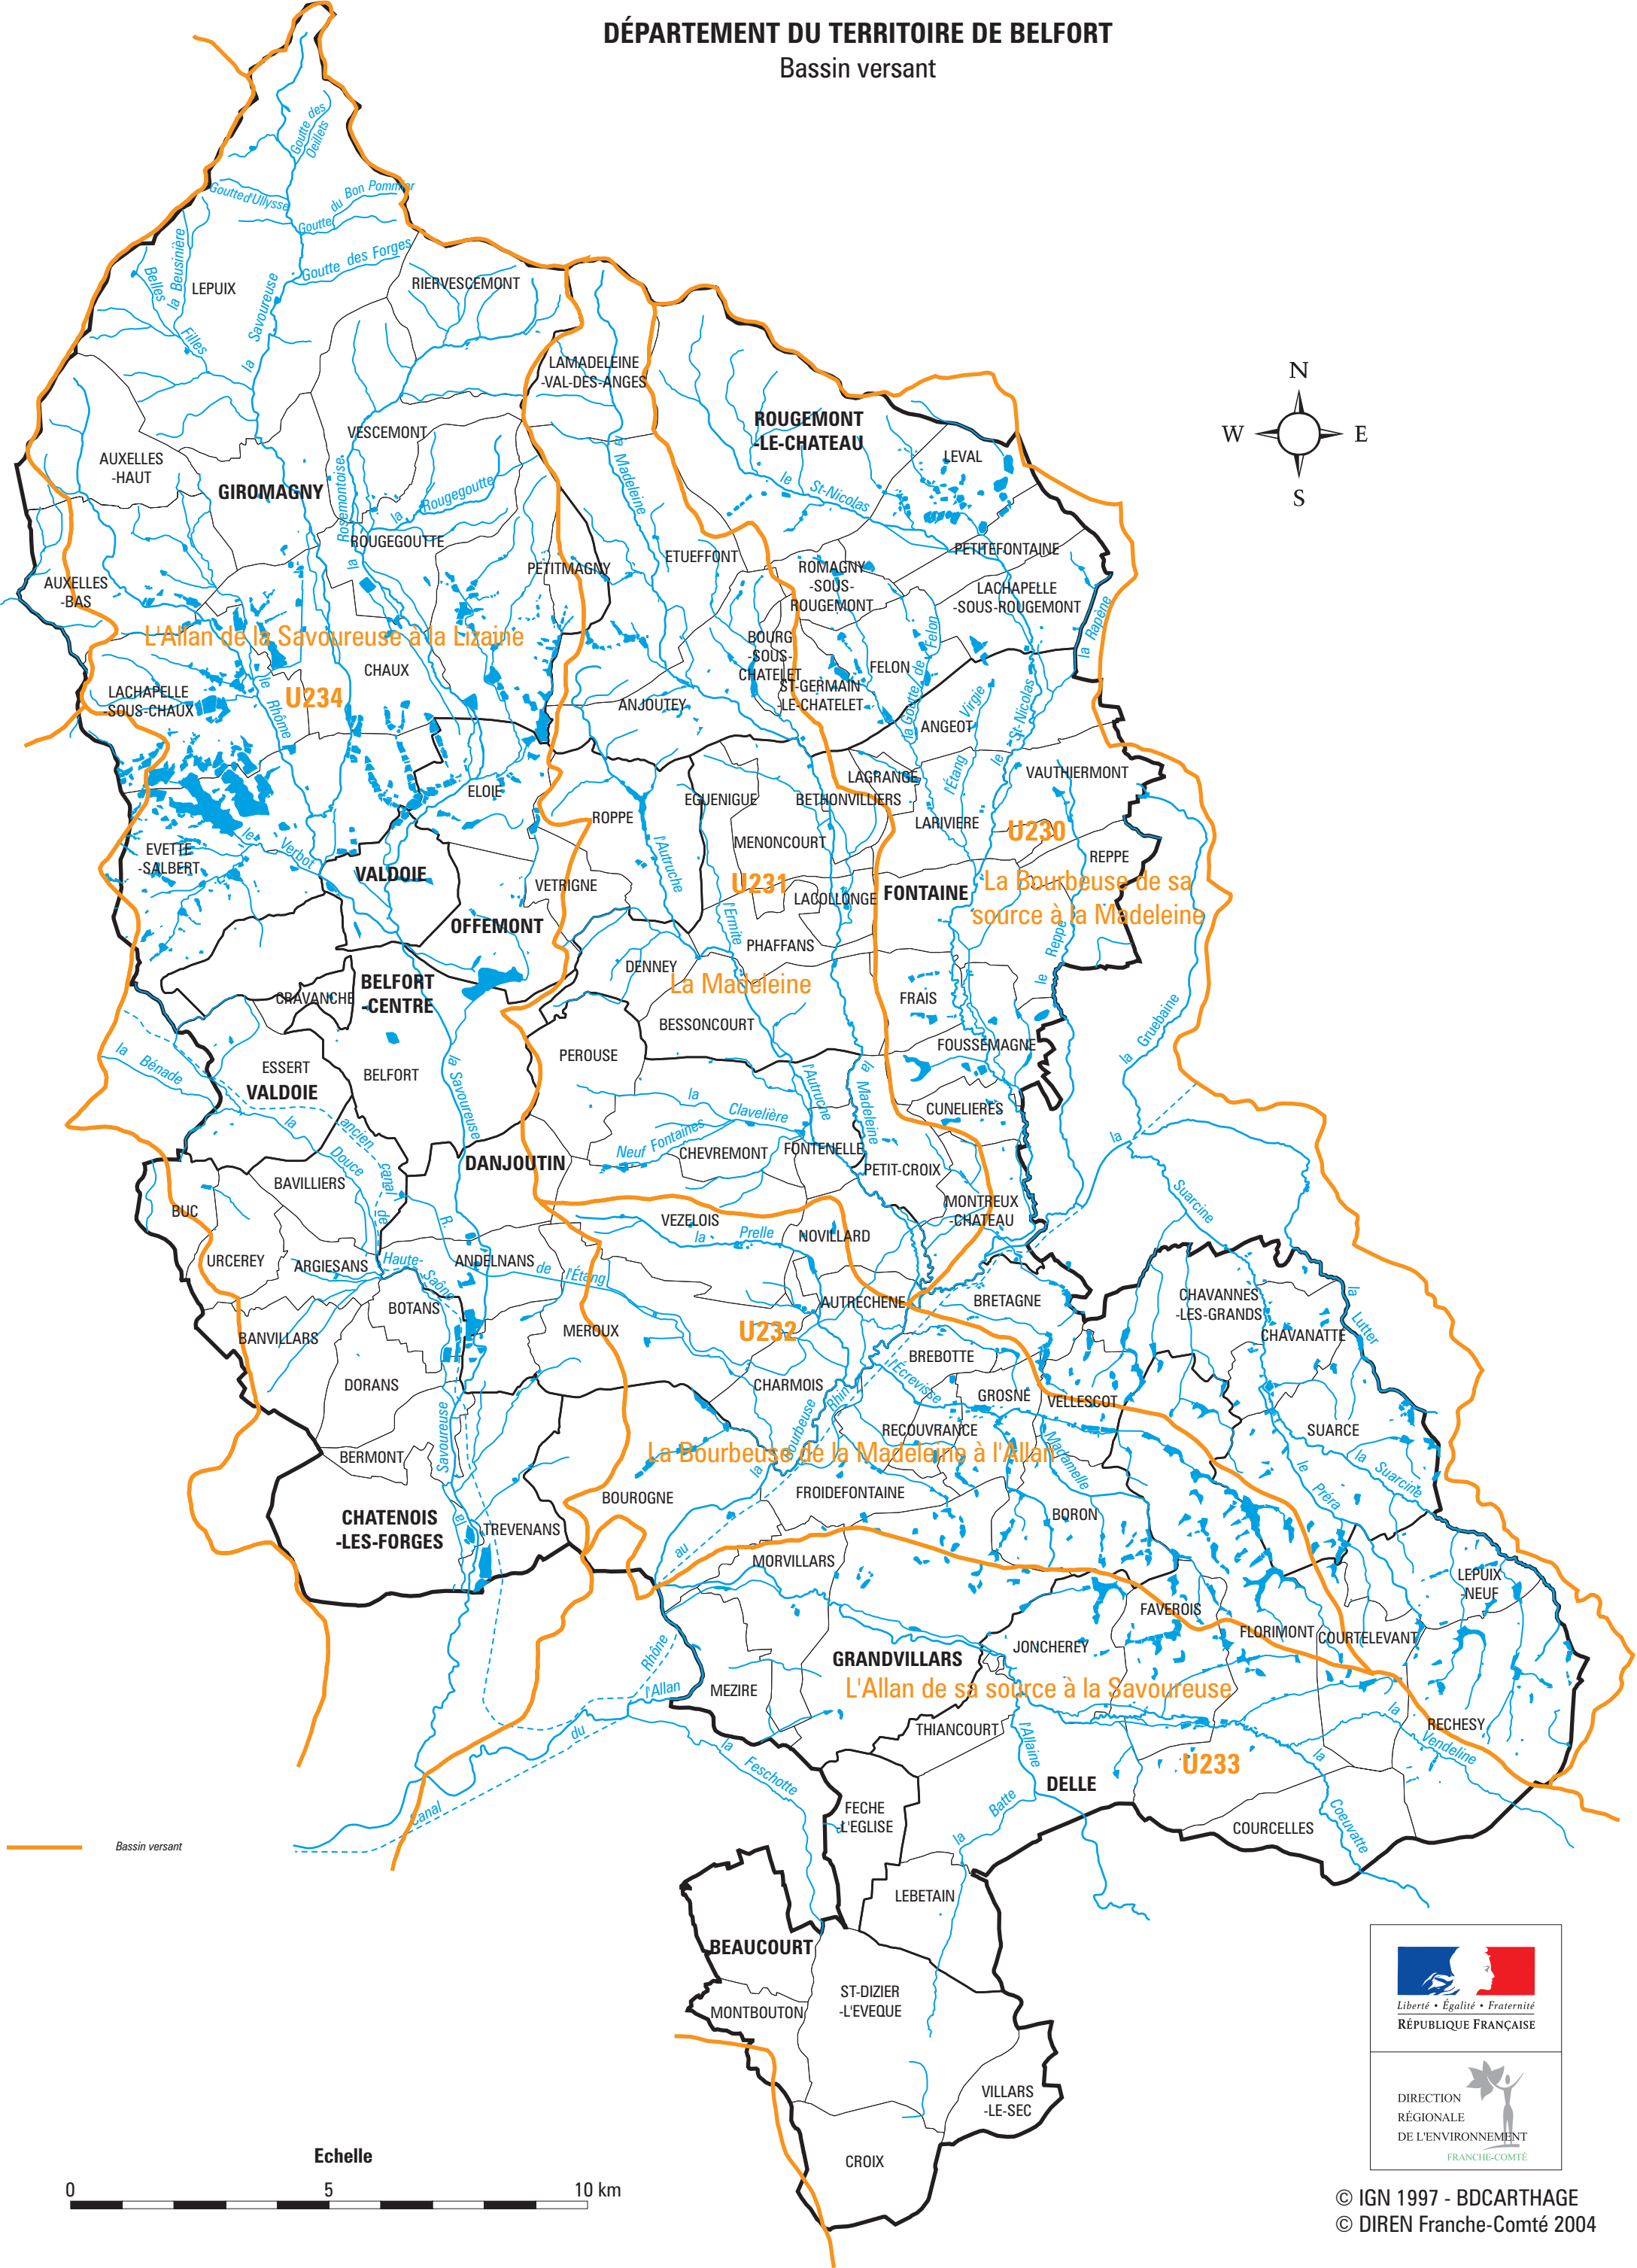 DÉPARTEMENT DU TERRITOIRE DE BELFORT
Bassin versant
Goutte des
Oeillets
Goutte d'Ullysse
Goutte du Bon Pommier
Goutte des Forges
la Beusinière
Belles Filles
la Savoureuse
LEPUIX
RIERVESCEMONT
LAMADELEINE
-VAL-DES-ANGES
N
W
E
S
ROUGEMONT
-LE-CHATEAU
VESCEMONT
LEVAL
AUXELLES
-HAUT
GIROMAGNY
la Rosemontoise
la Rougegoutte
la Madeleine
le St-Nicolas
ROUGEGOUTTE
PETITMAGNY
ETUEFFONT
PETITEFONTAINE
ROMAGNY
-SOUS-
ROUGEMONT
LACHAPELLE
-SOUS-ROUGEMONT
AUXELLES
-BAS
la Rapène
L'Allan de la Savoureuse à la Lizaine
U234
CHAUX
BOURG
-SOUS-
CHATELET
FELON
la Goutte de Felon
ST-GERMAIN
-LE-CHATELET
LACHAPELLE
-SOUS-CHAUX
le Rhôme
ANJOUTEY
ANGEOT
l'Étang Virgie
le St-Nicolas
LAGRANGE
VAUTHIERMONT
ELOIE
EGUENIGUE
BETHONVILLIERS
ROPPE
LARIVIERE
U230
MENONCOURT
EVETTE
-SALBERT
le Verbot
l'Autruche
REPPE
VALDOIE
VETRIGNE
U231
LACOLLONGE
FONTAINE
La Bourbeuse de sa
source à la Madeleine
OFFEMONT
l'Ermite
PHAFFANS
DENNEY
La Madeleine
le Reppe
BELFORT
-CENTRE
CRAVANCHE
FRAIS
BESSONCOURT
FOUSSEMAGNE
la Gruebaine
PEROUSE
la Bénade
ESSERT
VALDOIE
BELFORT
la Savoureuse
l'Autruche
la Madeleine
la Clavelière
CUNELIERES
la Douce
ancien canal de
Haute-Saône
Neuf Fontaines
CHEVREMONT
FONTENELLE
PETIT-CROIX
DANJOUTIN
BAVILLIERS
la Suarcine
BUC
MONTREUX
-CHATEAU
VEZELOIS
la Prelle
NOVILLARD
R. de l'Étang
URCEREY
ARGIESANS
ANDELNANS
BOTANS
AUTRECHENE
BRETAGNE
CHAVANNES
-LES-GRANDS
la Lutter
CHAVANATTE
BANVILLARS
MEROUX
U232
BREBOTTE
l'Écrevisse
DORANS
CHARMOIS
GROSNE
VELLESCOT
RECOUVRANCE
SUARCE
la Bourbeuse
La Bourbeuse de la Madeleine à l'Allan
BERMONT
la Savoureuse
Madamelle
le Préra
la Suarcine
BOUROGNE
FROIDEFONTAINE
BORON
CHATENOIS
-LES-FORGES
TREVENANS
MORVILLARS
LEPUIX
-NEUF
FAVEROIS
FLORIMONT
COURTELEVANT
JONCHEREY
GRANDVILLARS
L'Allan de sa source à la Savoureuse
MEZIRE
l'Allan
THIANCOURT
l'Allaine
RECHESY
la Vendeline
U233
la Feschotte
DELLE
la Coeuvatte
la Batte
Canal du Rhône au Rhin
FECHE
-L'EGLISE
COURCELLES
Bassin versant
LEBETAIN
BEAUCOURT
ST-DIZIER
-L'EVEQUE
MONTBOUTON
VILLARS
-LE-SEC
CROIX
Echelle
0 5 10 km
Liberté • Égalité • Fraternité
RÉPUBLIQUE FRANÇAISE
DIRECTION
RÉGIONALE
DE L'ENVIRONNEMENT
FRANCHE-COMTÉ
© IGN 1997 - BDCARTHAGE
© DIREN Franche-Comté 2004